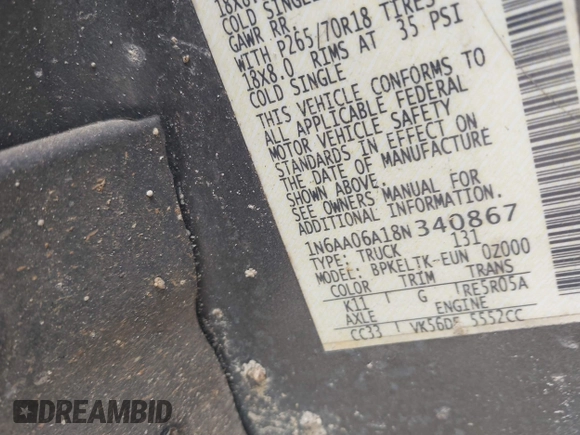 COLD SINGLE
GAWR RR.
WITH P265/70R18 TIRES
18X8.0 RIMS AT 35 PSI
COLD SINGLE
THIS VEHICLE CONFORMS TO
ALL APPLICABLE FEDERAL
MOTOR VEHICLE SAFETY
STANDARDS IN EFFECT ON
THE DATE OF MANUFACTURE
SHOWN ABOVE.
SEE OWNERS MANUAL FOR
ADDITIONAL INFORMATION.
1N6AA06A18N340867
TYPE: TRUCK 131
MODEL: BPKELTK-EUN 0Z000
COLOR TRIM TRANS
K11 G RE5R05A
AXLE ENGINE
CC33 VK56DE 5552CC
DREAMBID